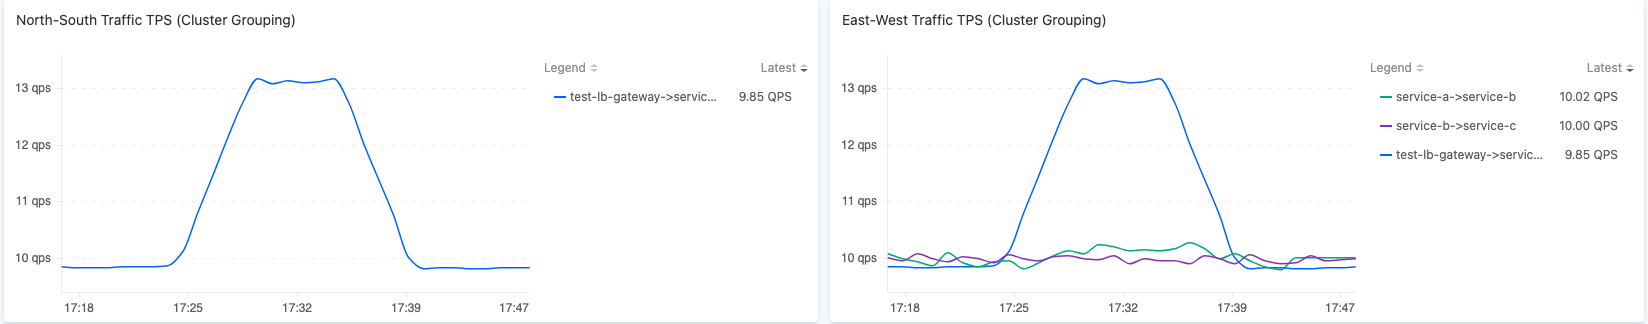 North-South Traffic TPS (Cluster Grouping)
Legend Latest
test-lb-gateway->servic... 9.85 QPS
13 qps
12 qps
11 qps
10 qps
17:18 17:25 17:32 17:39 17:47
East-West Traffic TPS (Cluster Grouping)
Legend Latest
service-a->service-b 10.02 QPS
service-b->service-c 10.00 QPS
test-lb-gateway->servic... 9.85 QPS
13 qps
12 qps
11 qps
10 qps
17:18 17:25 17:32 17:39 17:47